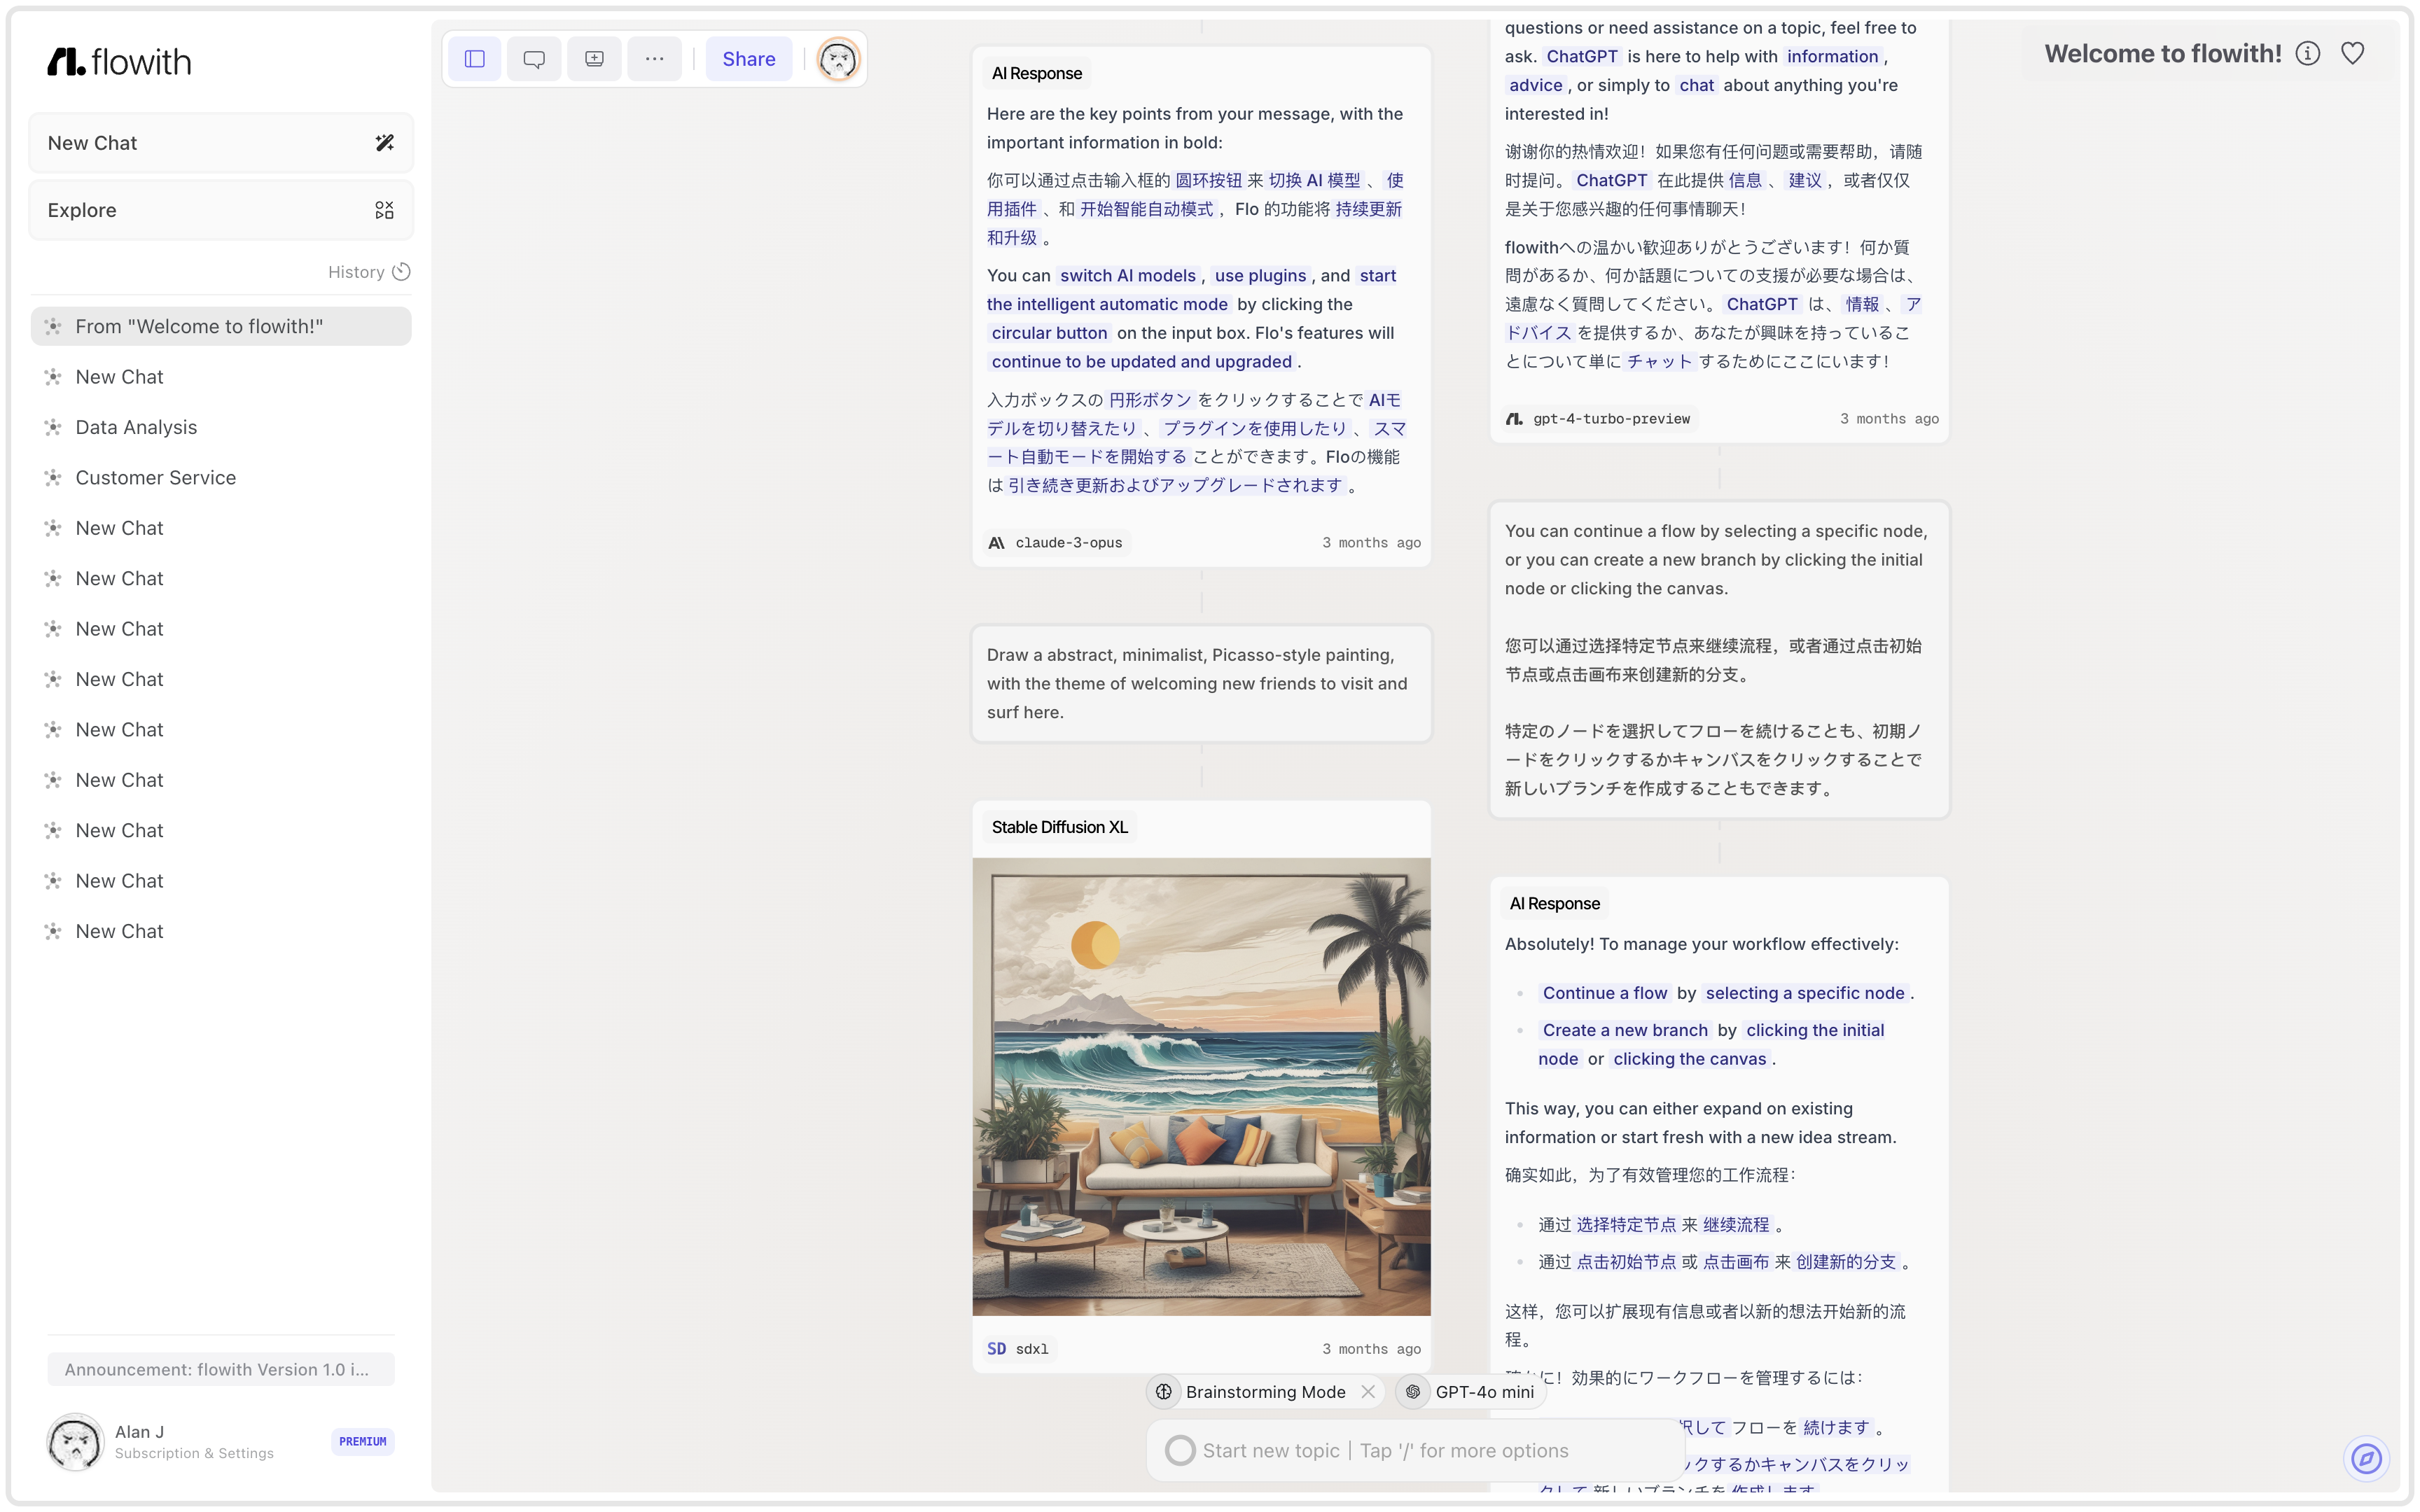 flowith
New Chat
Explore
History
From "Welcome to flowith!"
New Chat
Data Analysis
Customer Service
New Chat
New Chat
New Chat
New Chat
New Chat
New Chat
New Chat
New Chat
New Chat
Announcement: flowith Version 1.0 i...
Alan J
Subscription & Settings
PREMIUM
Share
Welcome to flowith!
AI Response
Here are the key points from your message, with the
important information in bold:
你可以通过点击输入框的 圆环按钮 来 切换 AI 模型 、 使
用插件 、和 开始智能自动模式 ，Flo 的功能将 持续更新
和升级 。
You can switch AI models , use plugins , and start
the intelligent automatic mode by clicking the
circular button on the input box. Flo's features will
continue to be updated and upgraded .
入力ボックスの 円形ボタン をクリックすることで AIモ
デルを切り替えたり 、 プラグインを使用したり 、 スマ
ート自動モードを開始する ことができます。Floの機能
は 引き続き更新およびアップグレードされます 。
claude-3-opus
3 months ago
Draw a abstract, minimalist, Picasso-style painting,
with the theme of welcoming new friends to visit and
surf here.
Stable Diffusion XL
SD sdxl
3 months ago
questions or need assistance on a topic, feel free to
ask. ChatGPT is here to help with information ,
advice , or simply to chat about anything you're
interested in!
谢谢你的热情欢迎！如果您有任何问题或需要帮助，请随
时提问。 ChatGPT 在此提供 信息 、 建议 ，或者仅仅
是关于您感兴趣的任何事情聊天！
flowithへの温かい歓迎ありがとうございます！何か質
問があるか、何か話題についての支援が必要な場合は、
遠慮なく質問してください。 ChatGPT は、 情報 、 ア
ドバイス を提供するか、あなたが興味を持っているこ
とについて単に チャット するためにここにいます！
gpt-4-turbo-preview
3 months ago
You can continue a flow by selecting a specific node,
or you can create a new branch by clicking the initial
node or clicking the canvas.
您可以通过选择特定节点来继续流程，或者通过点击初始
节点或点击画布来创建新的分支。
特定のノードを選択してフローを続けることも、初期ノ
ードをクリックするかキャンバスをクリックすることで
新しいブランチを作成することもできます。
AI Response
Absolutely! To manage your workflow effectively:
Continue a flow by selecting a specific node .
Create a new branch by clicking the initial
node or clicking the canvas .
This way, you can either expand on existing
information or start fresh with a new idea stream.
确实如此，为了有效管理您的工作流程：
通过 选择特定节点 来 继续流程 。
通过 点击初始节点 或 点击画布 来 创建新的分支 。
这样，您可以扩展现有信息或者以新的想法开始新的流
程。
に！効果的にワークフローを管理するには：
択して フローを 続けます 。
ックするかキャンバスをクリッ
クして 新しいブランチを 作成します
Brainstorming Mode
GPT-4o mini
Start new topic | Tap '/' for more options